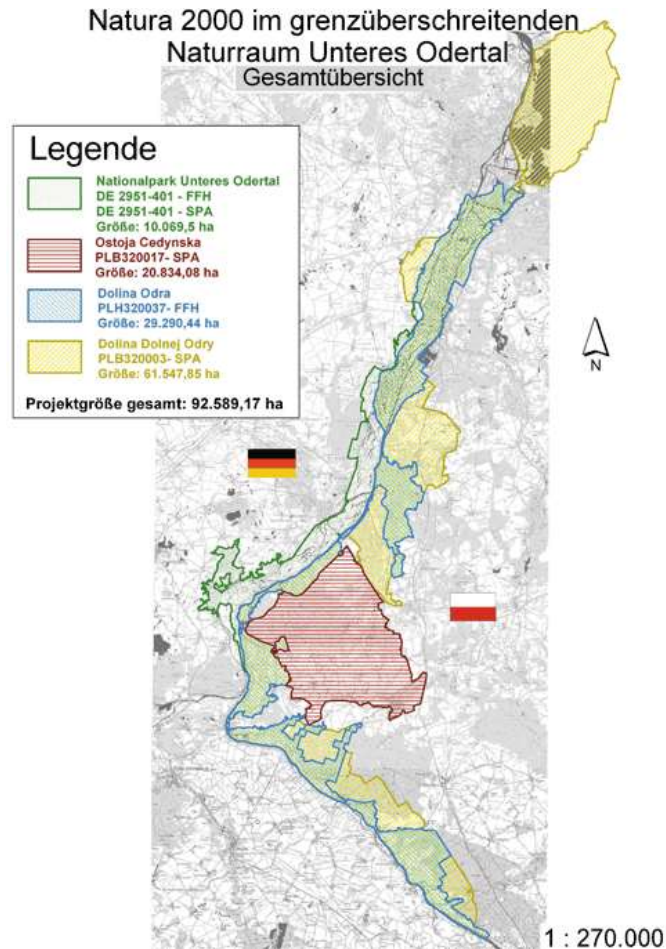 Natura 2000 im grenzüberschreitenden
Naturraum Unteres Odertal
Gesamtübersicht
Legende
Nationalpark Unteres Odertal
DE 2951-401 - FFH
DE 2951-401 - SPA
Größe: 10.069,5 ha
Ostoja Cedynska
PLB320017- SPA
Größe: 20.834,08 ha
Dolina Odra
PLH320037- FFH
Größe: 29.290,44 ha
Dolina Dolnej Odry
PLB320003- SPA
Größe: 61.547,85 ha
Projektgröße gesamt: 92.589,17 ha
N
1 : 270.000